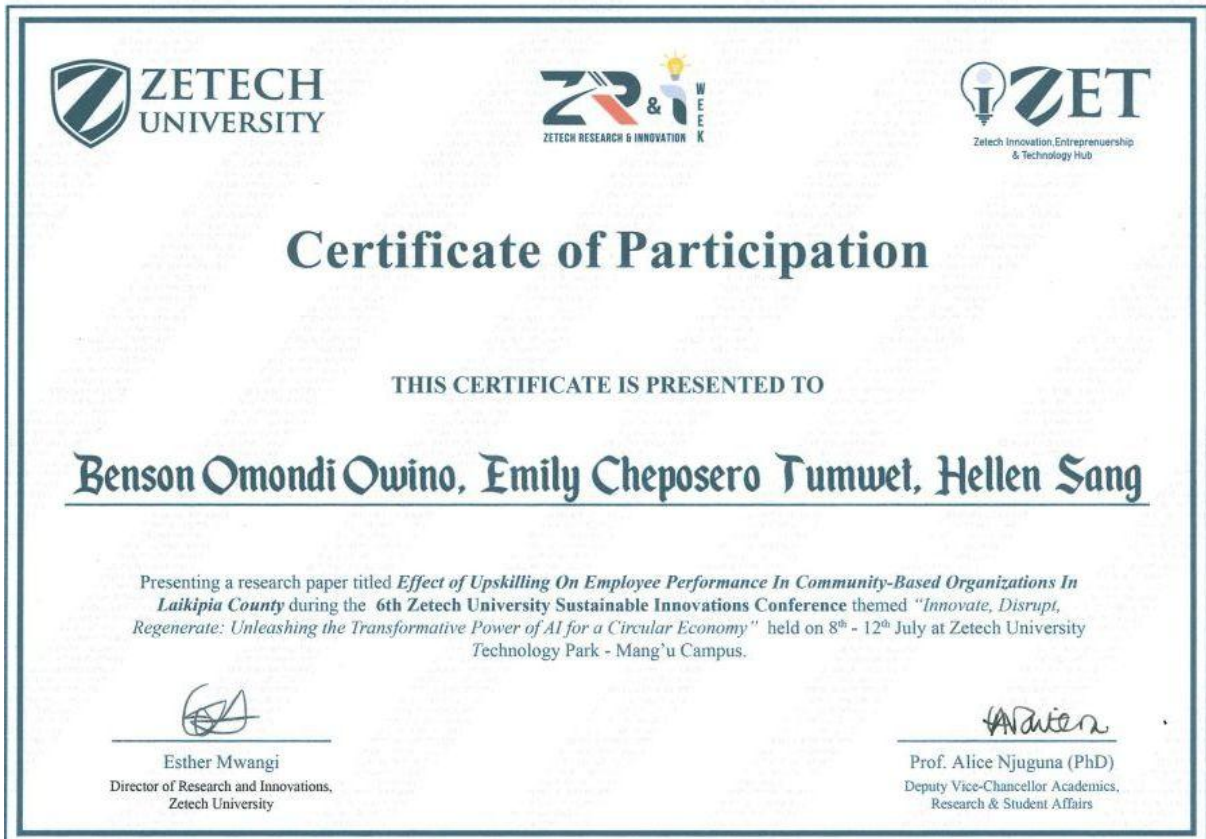 ZETECH
UNIVERSITY
ZR&I
WEEK
ZETECH RESEARCH & INNOVATION
iZET
Zetech Innovation,Entreprenuership
& Technology Hub
Certificate of Participation
THIS CERTIFICATE IS PRESENTED TO
Benson Omondi Owino, Emily Cheposero Tumwet, Hellen Sang
Presenting a research paper titled Effect of Upskilling On Employee Performance In Community-Based Organizations In
Laikipia County during the 6th Zetech University Sustainable Innovations Conference themed "Innovate, Disrupt,
Regenerate: Unleashing the Transformative Power of AI for a Circular Economy" held on 8th - 12th July at Zetech University
Technology Park - Mang'u Campus.
Esther Mwangi
Director of Research and Innovations,
Zetech University
Prof. Alice Njuguna (PhD)
Deputy Vice-Chancellor Academics,
Research & Student Affairs